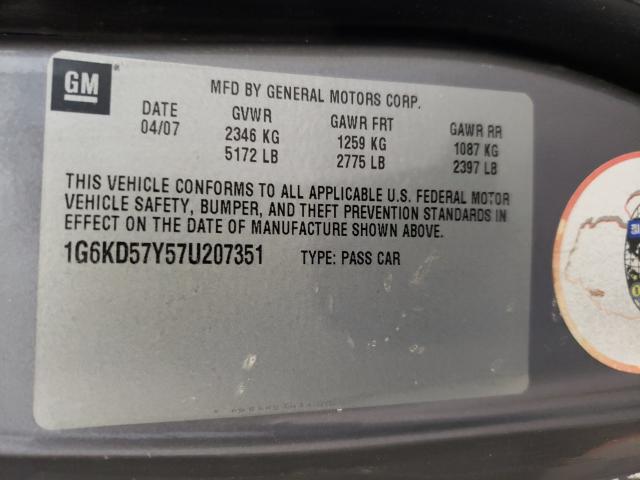 GM
MFD BY GENERAL MOTORS CORP.
DATE GVWR GAWR FRT GAWR RR
04/07 2346 KG 1259 KG 1087 KG
5172 LB 2775 LB 2397 LB
THIS VEHICLE CONFORMS TO ALL APPLICABLE U.S. FEDERAL MOTOR
VEHICLE SAFETY, BUMPER, AND THEFT PREVENTION STANDARDS IN
EFFECT ON THE DATE OF MANUFACTURE SHOWN ABOVE.
1G6KD57Y57U207351 TYPE: PASS CAR